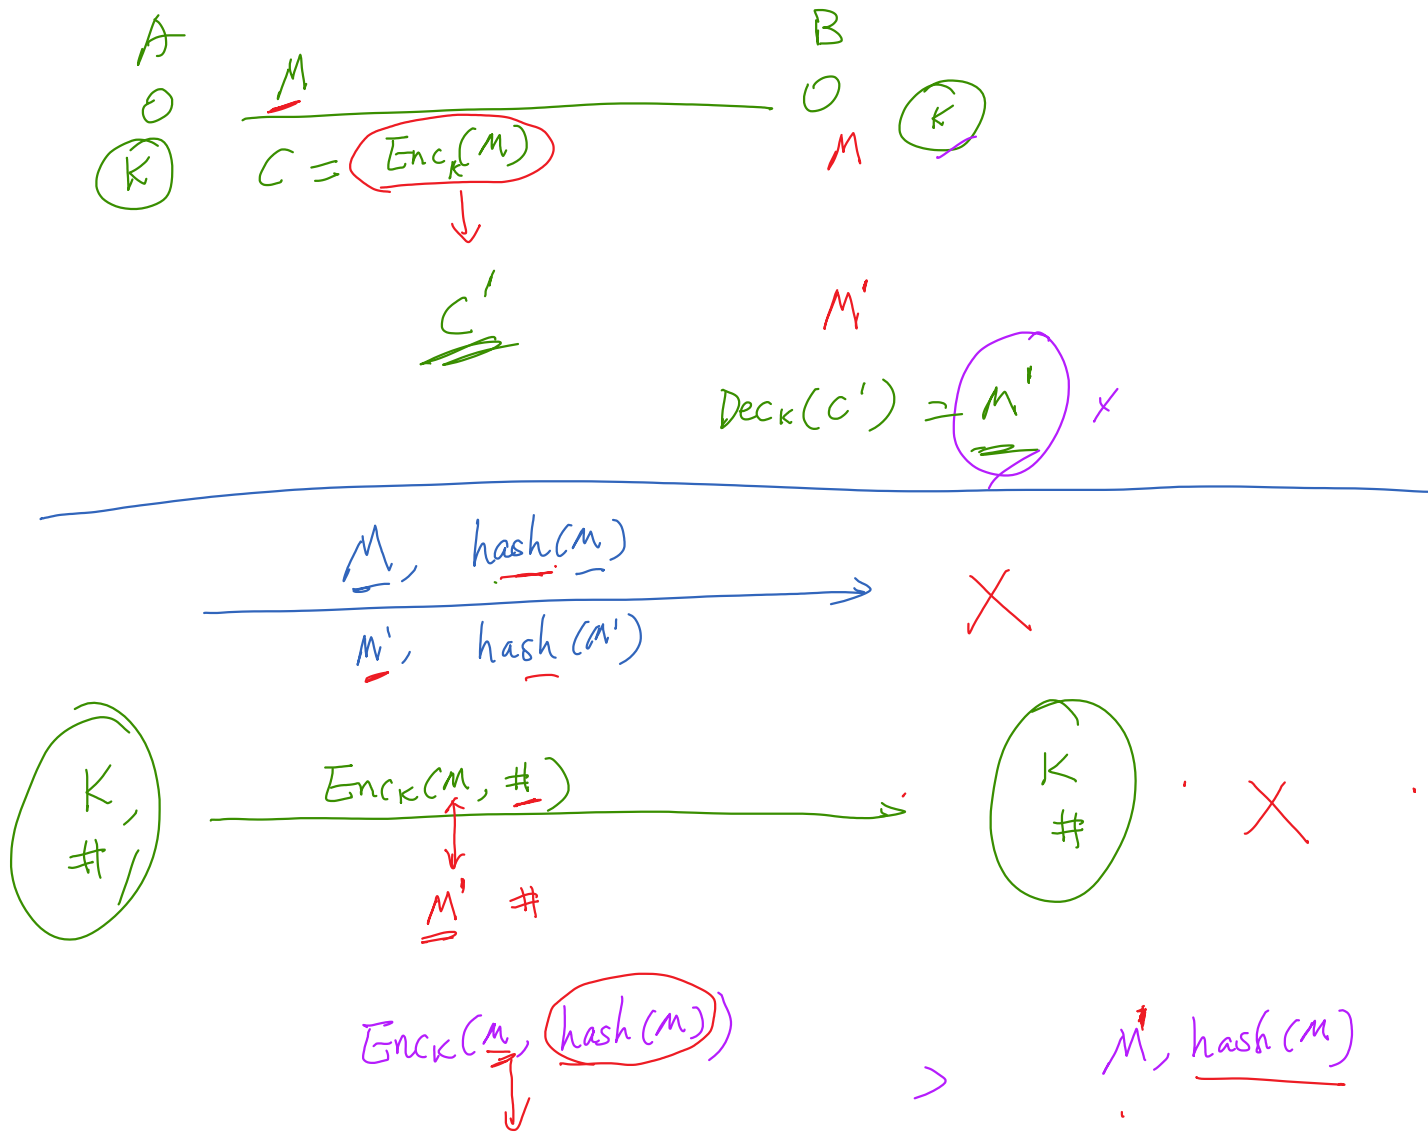 A B
M
K C = Enc_K(M) M K
C' M'
Dec_K(C') = M' x
M, hash(M)
M', hash(M')
K, Enc_K(M, #) K
# #
M' #
Enc_K(M, hash(M)) > M', hash(M)